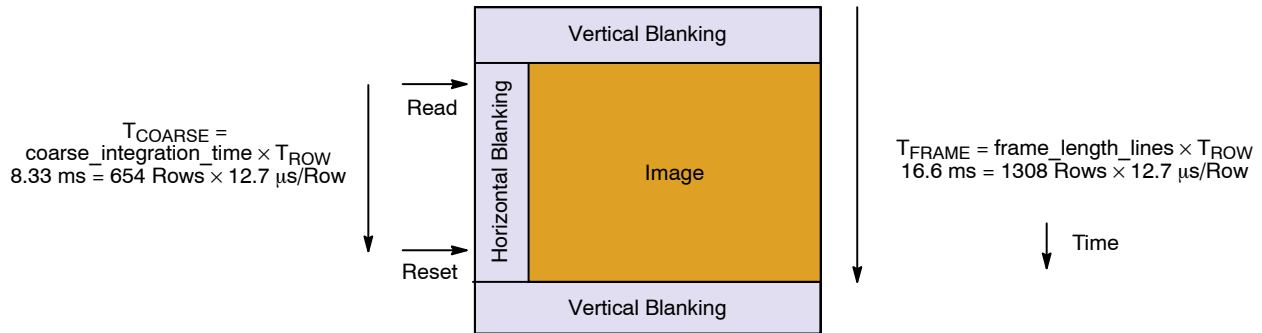 Vertical Blanking
Read
Horizontal Blanking
T_COARSE =
coarse_integration_time × T_ROW
8.33 ms = 654 Rows × 12.7 μs/Row
Image
T_FRAME = frame_length_lines × T_ROW
16.6 ms = 1308 Rows × 12.7 μs/Row
Time
Reset
Vertical Blanking